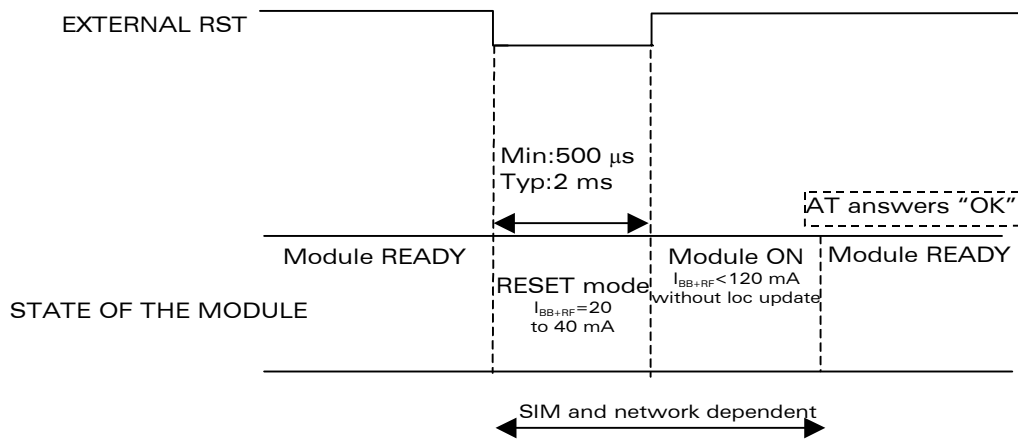 EXTERNAL RST
Min:500 μs
Typ:2 ms
AT answers “OK”
Module READY
RESET mode
I_BB+RF=20
to 40 mA
Module ON
I_BB+RF<120 mA
without loc update
Module READY
STATE OF THE MODULE
SIM and network dependent